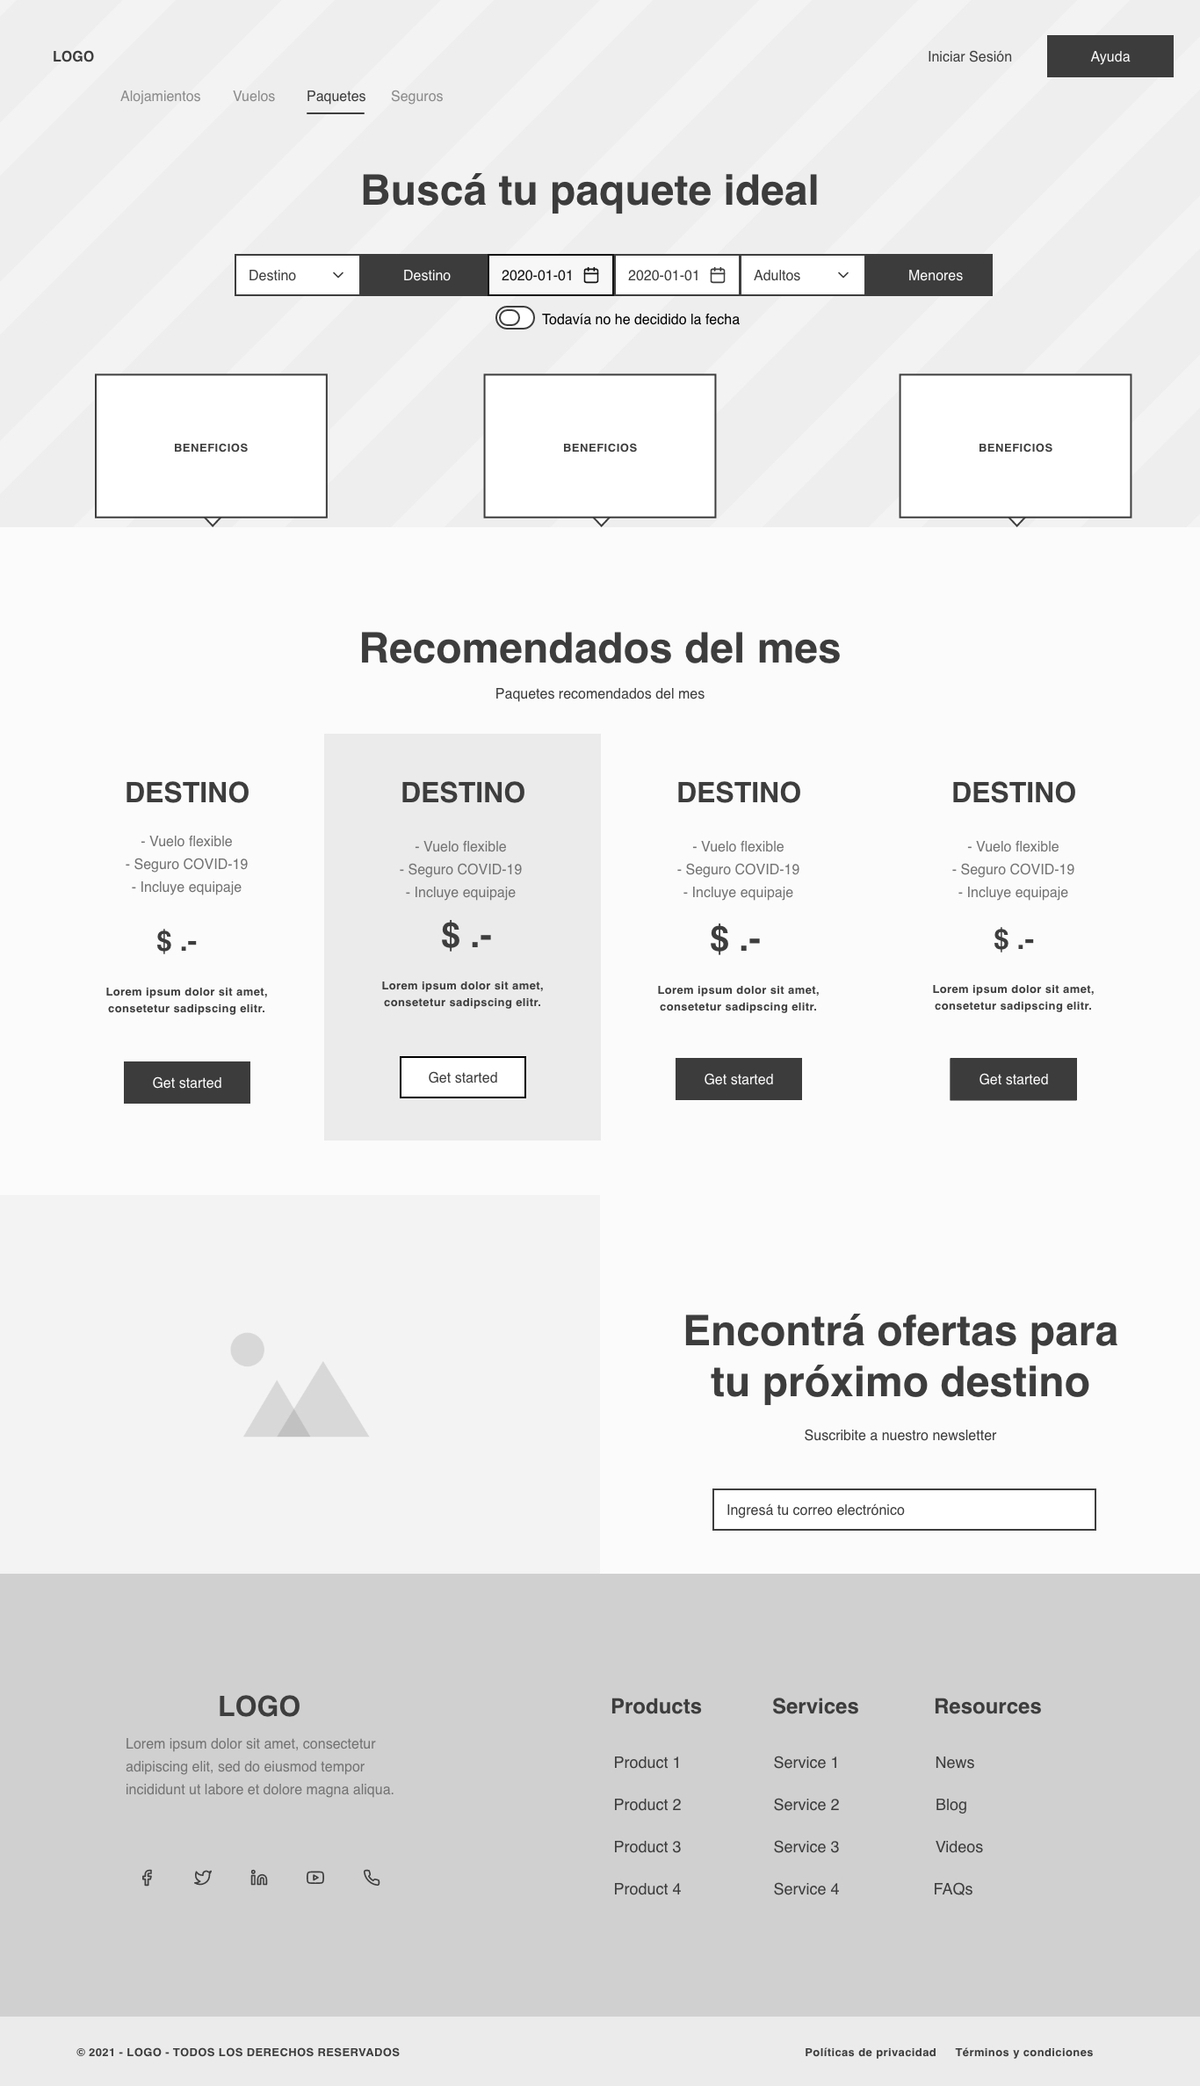 LOGO
Iniciar Sesión
Ayuda
Alojamientos
Vuelos
Paquetes
Seguros
Buscá tu paquete ideal
Destino
Destino
2020-01-01
2020-01-01
Adultos
Menores
Todavía no he decidido la fecha
BENEFICIOS
BENEFICIOS
BENEFICIOS
Recomendados del mes
Paquetes recomendados del mes
DESTINO
- Vuelo flexible
- Seguro COVID-19
- Incluye equipaje
$ .-
Lorem ipsum dolor sit amet,
consetetur sadipscing elitr.
Get started
DESTINO
- Vuelo flexible
- Seguro COVID-19
- Incluye equipaje
$ .-
Lorem ipsum dolor sit amet,
consetetur sadipscing elitr.
Get started
DESTINO
- Vuelo flexible
- Seguro COVID-19
- Incluye equipaje
$ .-
Lorem ipsum dolor sit amet,
consetetur sadipscing elitr.
Get started
DESTINO
- Vuelo flexible
- Seguro COVID-19
- Incluye equipaje
$ .-
Lorem ipsum dolor sit amet,
consetetur sadipscing elitr.
Get started
Encontrá ofertas para
tu próximo destino
Suscribite a nuestro newsletter
Ingresá tu correo electrónico
LOGO
Lorem ipsum dolor sit amet, consectetur
adipiscing elit, sed do eiusmod tempor
incididunt ut labore et dolore magna aliqua.
Products
Product 1
Product 2
Product 3
Product 4
Services
Service 1
Service 2
Service 3
Service 4
Resources
News
Blog
Videos
FAQs
© 2021 - LOGO - TODOS LOS DERECHOS RESERVADOS
Políticas de privacidad
Términos y condiciones